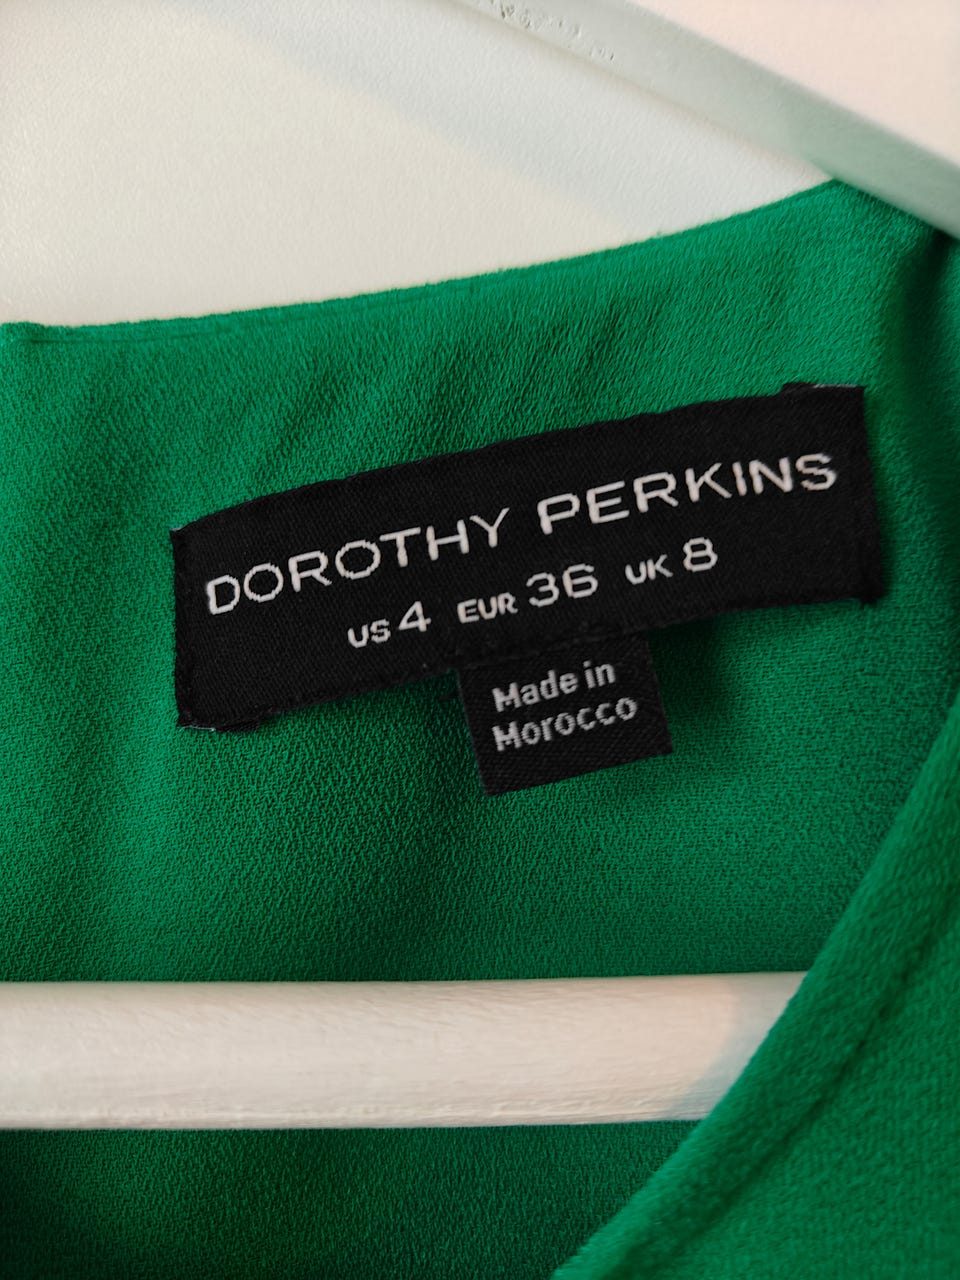 DOROTHY PERKINS
US 4 EUR 36 UK 8
Made in
Morocco